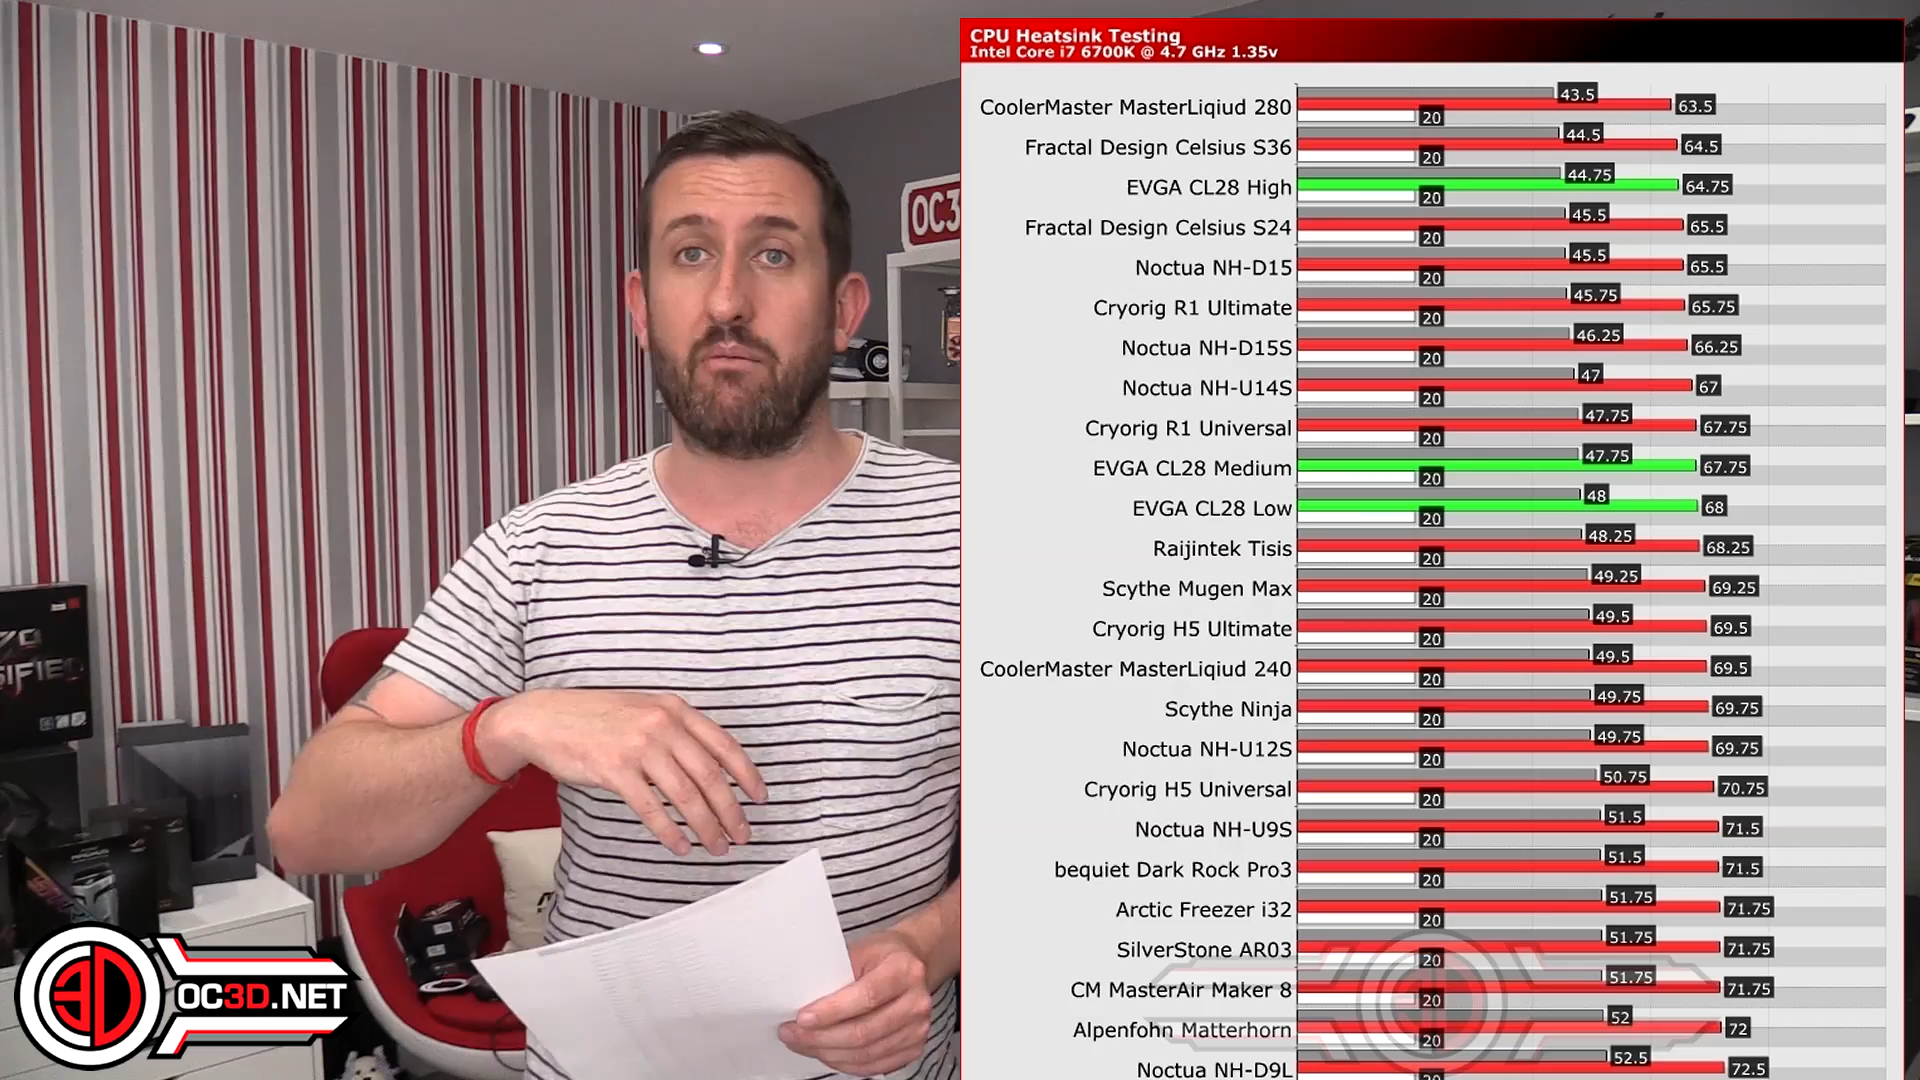 CPU Heatsink Testing
Intel Core i7 6700K @ 4.7 GHz 1.35v
CoolerMaster MasterLiqiud 280 43.5 63.5 20
Fractal Design Celsius S36 44.5 64.5 20
EVGA CL28 High 44.75 64.75 20
Fractal Design Celsius S24 45.5 65.5 20
Noctua NH-D15 45.5 65.5 20
Cryorig R1 Ultimate 45.75 65.75 20
Noctua NH-D15S 46.25 66.25 20
Noctua NH-U14S 47 67 20
Cryorig R1 Universal 47.75 67.75 20
EVGA CL28 Medium 47.75 67.75 20
EVGA CL28 Low 48 68 20
Raijintek Tisis 48.25 68.25 20
Scythe Mugen Max 49.25 69.25 20
Cryorig H5 Ultimate 49.5 69.5 20
CoolerMaster MasterLiqiud 240 49.5 69.5 20
Scythe Ninja 49.75 69.75 20
Noctua NH-U12S 49.75 69.75 20
Cryorig H5 Universal 50.75 70.75 20
Noctua NH-U9S 51.5 71.5 20
bequiet Dark Rock Pro3 51.5 71.5 20
Arctic Freezer i32 51.75 71.75 20
SilverStone AR03 51.75 71.75 20
CM MasterAir Maker 8 51.75 71.75 20
Alpenfohn Matterhorn 52 72 20
Noctua NH-D9L 52.5 72.5 20
OC3
3D OC3D.NET